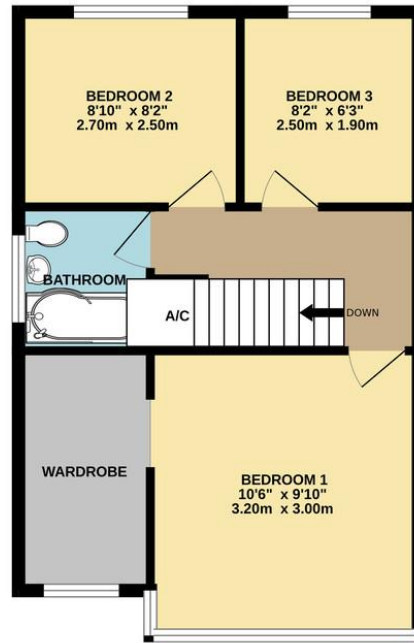 BEDROOM 2
8'10" x 8'2"
2.70m x 2.50m
BEDROOM 3
8'2" x 6'3"
2.50m x 1.90m
BATHROOM
A/C
DOWN
WARDROBE
BEDROOM 1
10'6" x 9'10"
3.20m x 3.00m